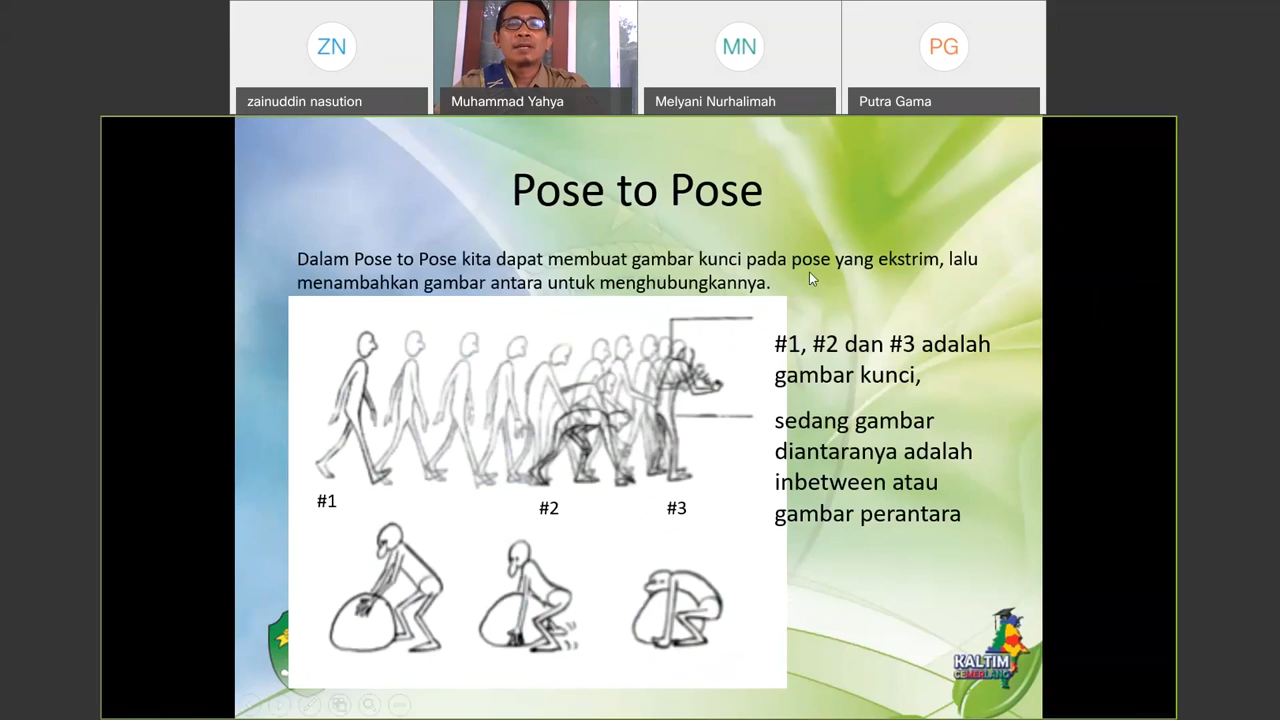 ZN
MN
PG
zainuddin nasution
Muhammad Yahya
Melyani Nurhalimah
Putra Gama
Pose to Pose
Dalam Pose to Pose kita dapat membuat gambar kunci pada pose yang ekstrim, lalu
menambahkan gambar antara untuk menghubungkannya.
#1, #2 dan #3 adalah
gambar kunci,
sedang gambar
diantaranya adalah
inbetween atau
gambar perantara
#1
#2
#3
KALTIM
CEMERLANG